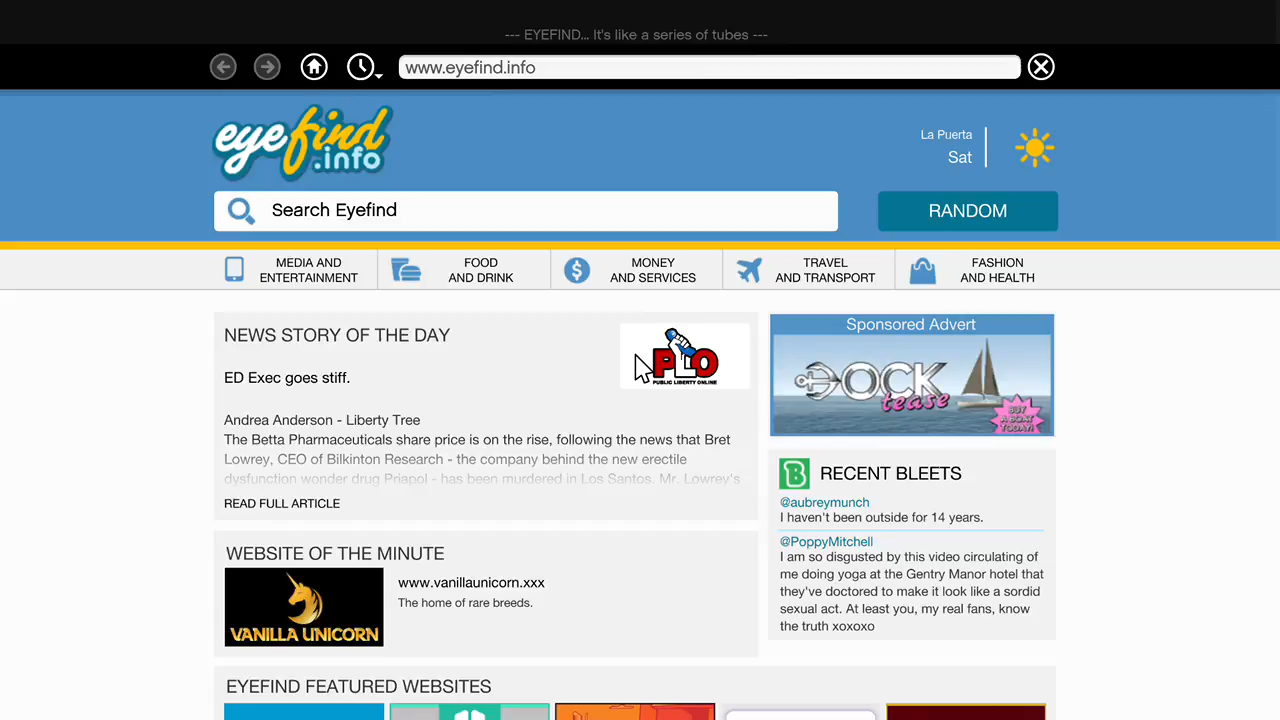 --- EYEFIND... It's like a series of tubes ---
www.eyefind.info
eyefind
.info
La Puerta
Sat
Search Eyefind
RANDOM
MEDIA AND
ENTERTAINMENT
FOOD
AND DRINK
MONEY
AND SERVICES
TRAVEL
AND TRANSPORT
FASHION
AND HEALTH
NEWS STORY OF THE DAY
PLO
PUBLIC LIBERTY ONLINE
ED Exec goes stiff.
Andrea Anderson - Liberty Tree
The Betta Pharmaceuticals share price is on the rise, following the news that Bret
Lowrey, CEO of Bilkinton Research - the company behind the new erectile
dysfunction wonder drug Priapol - has been murdered in Los Santos. Mr. Lowrey's
READ FULL ARTICLE
Sponsored Advert
DOCK
tease
BUY
A BOAT
TODAY!
RECENT BLEETS
@aubreymunch
I haven't been outside for 14 years.
@PoppyMitchell
I am so disgusted by this video circulating of
me doing yoga at the Gentry Manor hotel that
they've doctored to make it look like a sordid
sexual act. At least you, my real fans, know
the truth xoxoxo
WEBSITE OF THE MINUTE
VANILLA UNICORN
www.vanillaunicorn.xxx
The home of rare breeds.
EYEFIND FEATURED WEBSITES